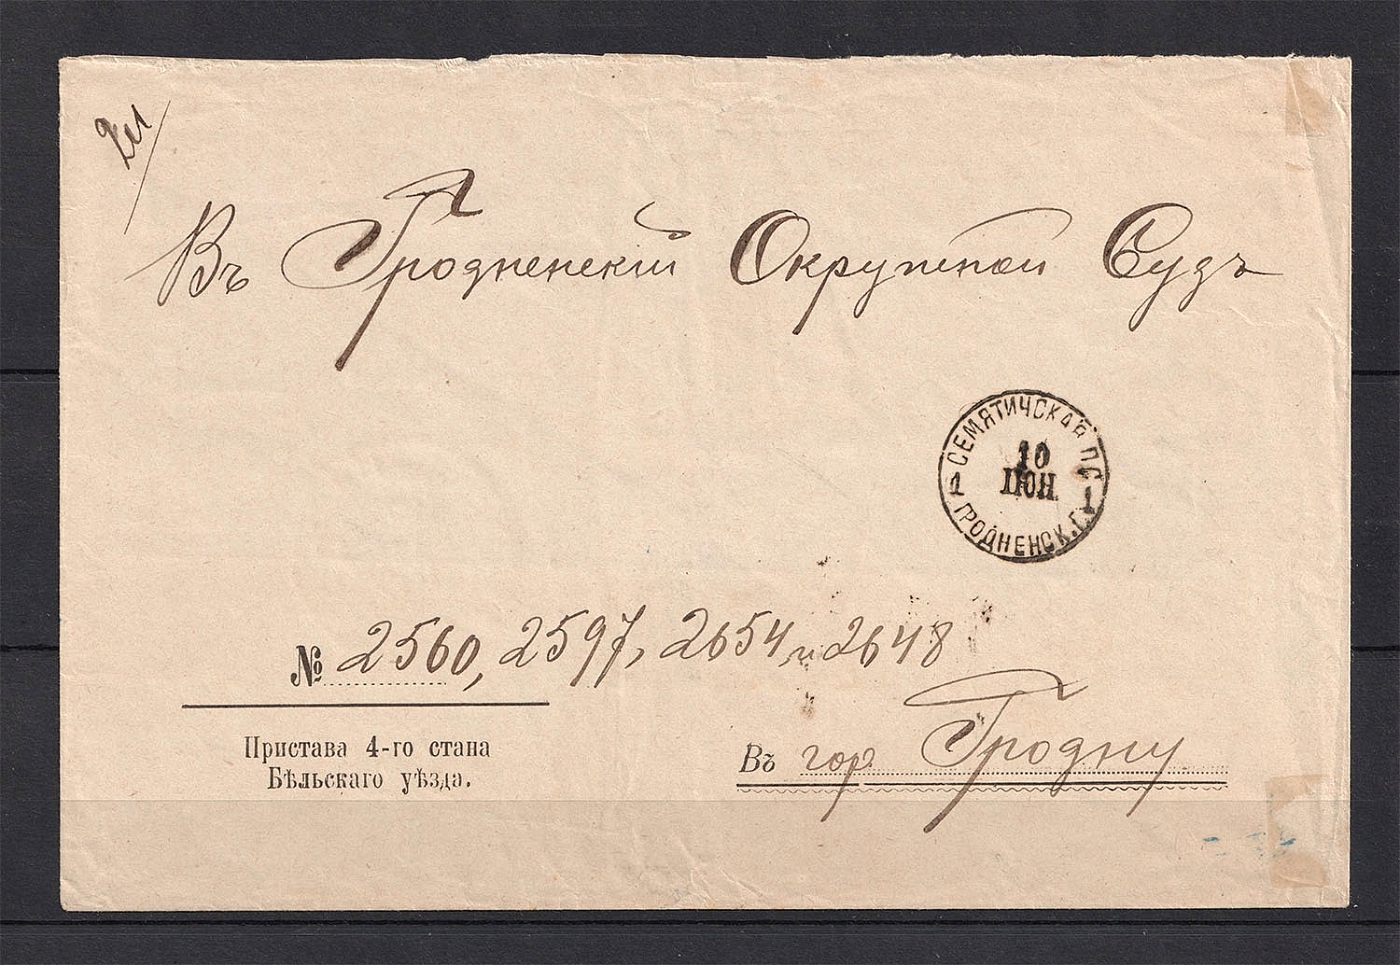 Въ Гродненскій Окружной Судъ
СЕМЯТИЧСКАЯ П.
10
ІЮН
1 1
ГРОДНЕНСК. Г.
№ 2560, 2597, 2654, и 2648
Пристава 4-го стана
Бѣльскаго уѣзда.
Въ гор. Гродну